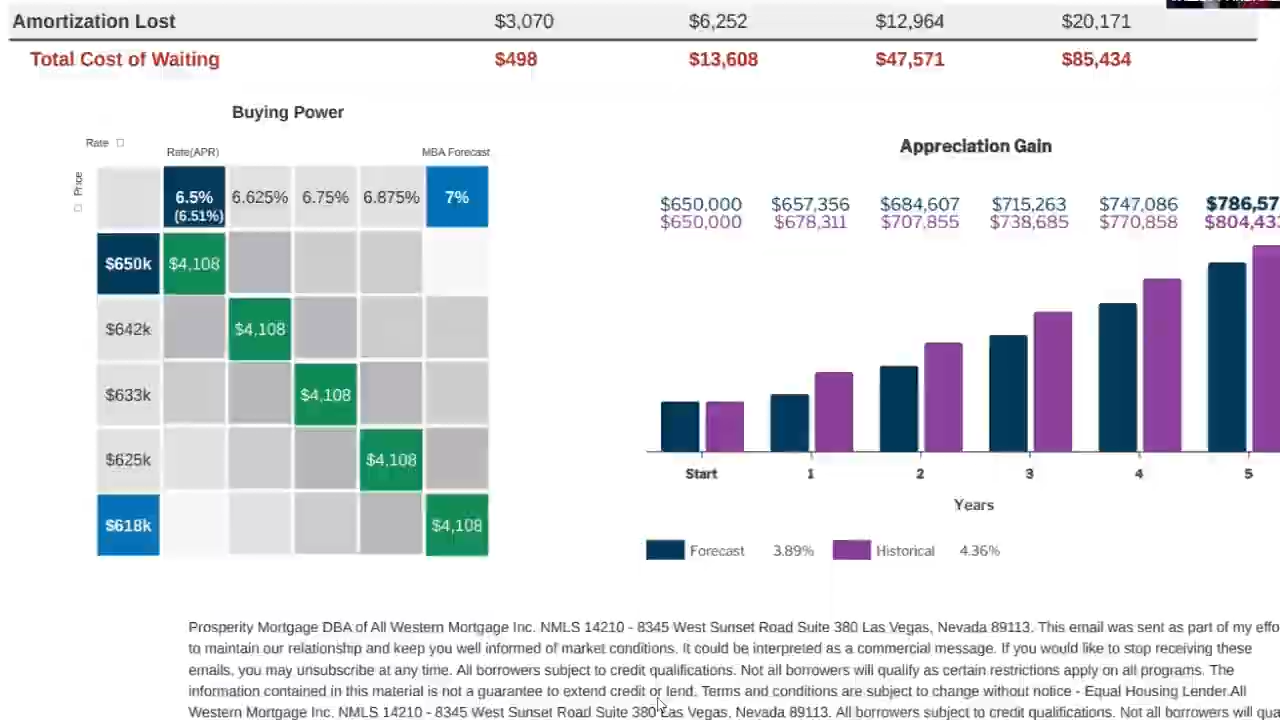 Amortization Lost $3,070 $6,252 $12,964 $20,171
Total Cost of Waiting $498 $13,608 $47,571 $85,434
Buying Power
Rate
Rate(APR) MBA Forecast
Price
6.5% 6.625% 6.75% 6.875% 7%
(6.51%)
$650k $4,108
$642k $4,108
$633k $4,108
$625k $4,108
$618k $4,108
Appreciation Gain
$650,000 $657,356 $684,607 $715,263 $747,086 $786,57
$650,000 $678,311 $707,855 $738,685 $770,858 $804,43
Start 1 2 3 4 5
Years
Forecast 3.89% Historical 4.36%
Prosperity Mortgage DBA of All Western Mortgage Inc. NMLS 14210 - 8345 West Sunset Road Suite 380 Las Vegas, Nevada 89113. This email was sent as part of my effo
to maintain our relationship and keep you well informed of market conditions. It could be interpreted as a commercial message. If you would like to stop receiving these
emails, you may unsubscribe at any time. All borrowers subject to credit qualifications. Not all borrowers will qualify as certain restrictions apply on all programs. The
information contained in this material is not a guarantee to extend credit or lend. Terms and conditions are subject to change without notice - Equal Housing Lender.All
Western Mortgage Inc. NMLS 14210 - 8345 West Sunset Road Suite 380 Las Vegas, Nevada 89113. All borrowers subject to credit qualifications. Not all borrowers will qua